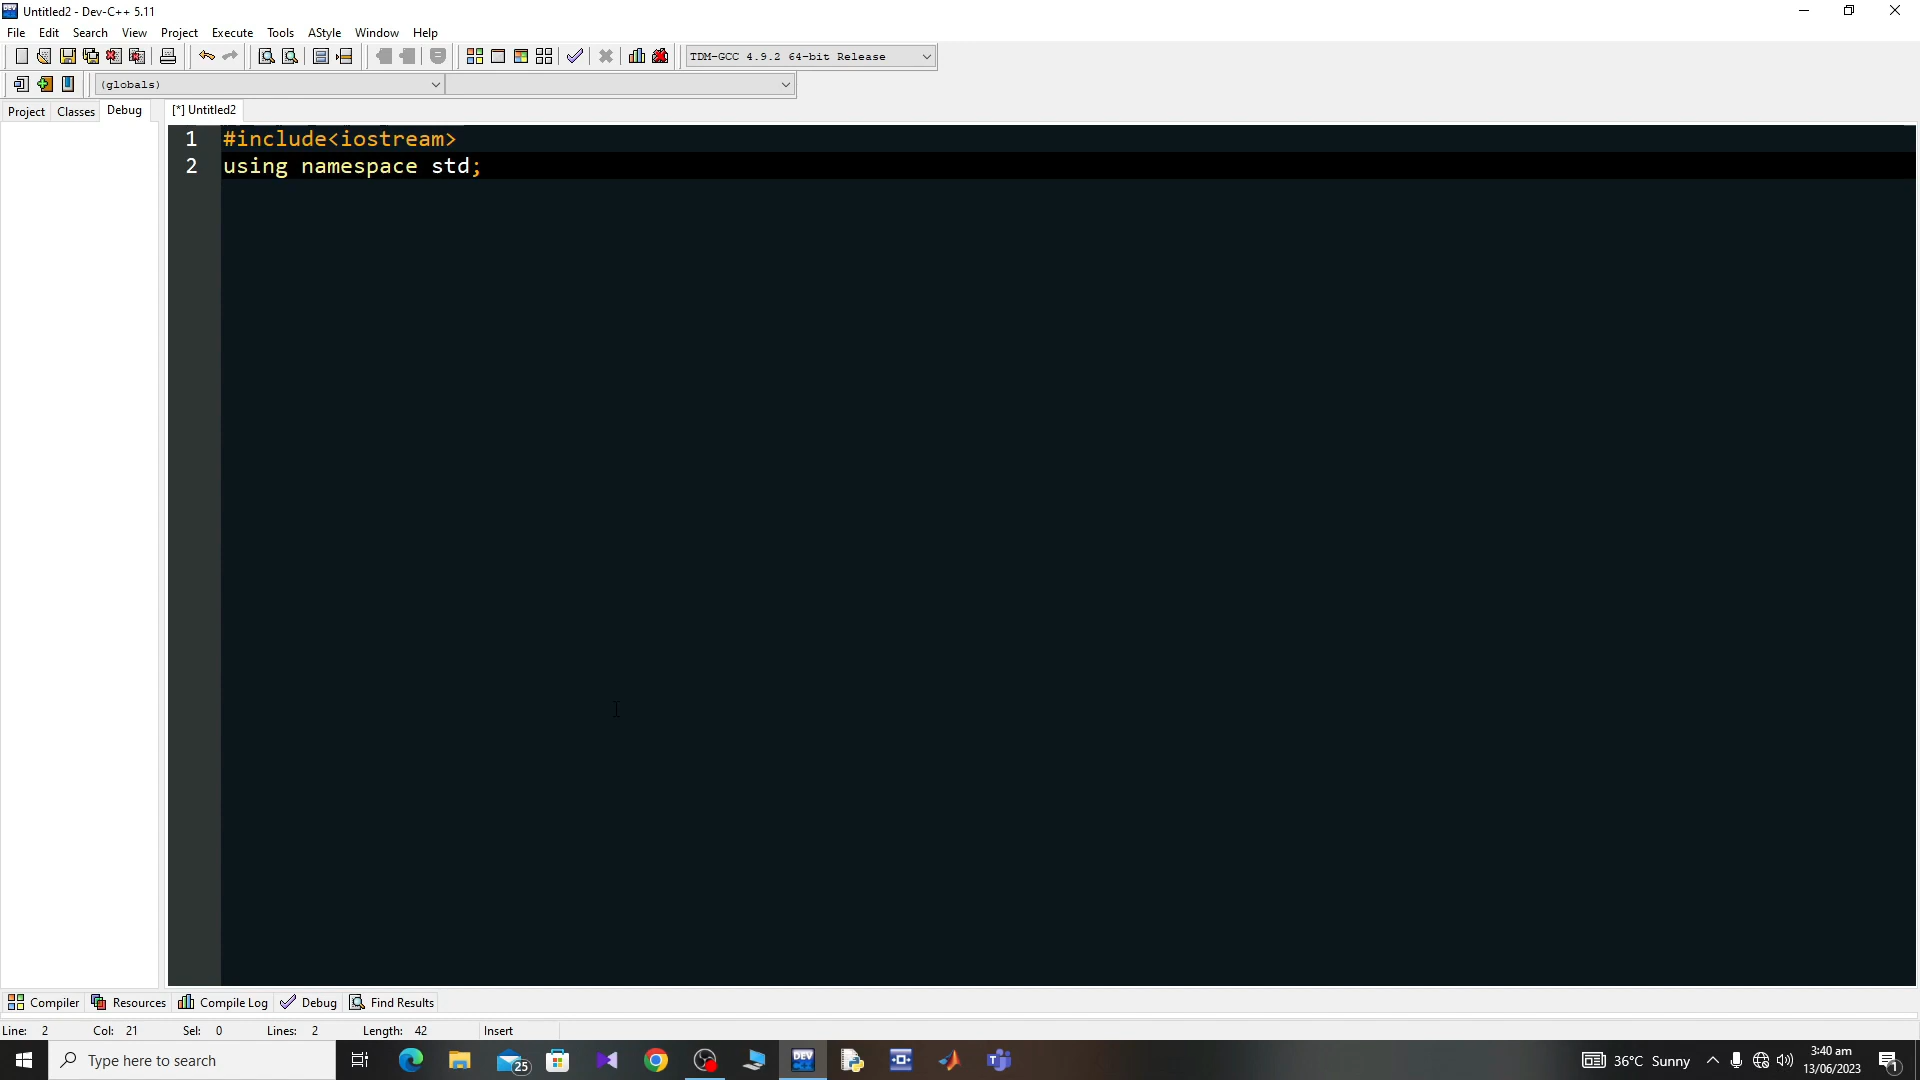 Untitled2 - Dev-C++ 5.11
File Edit Search View Project Execute Tools AStyle Window Help
TDM-GCC 4.9.2 64-bit Release
(globals)
Project Classes Debug [*] Untitled2
1 #include<iostream>
2 using namespace std;
Compiler Resources Compile Log Debug Find Results
Line: 2 Col: 21 Sel: 0 Lines: 2 Length: 42 Insert
Type here to search 25 DEV 36°C Sunny 3:40 am
13/06/2023 1